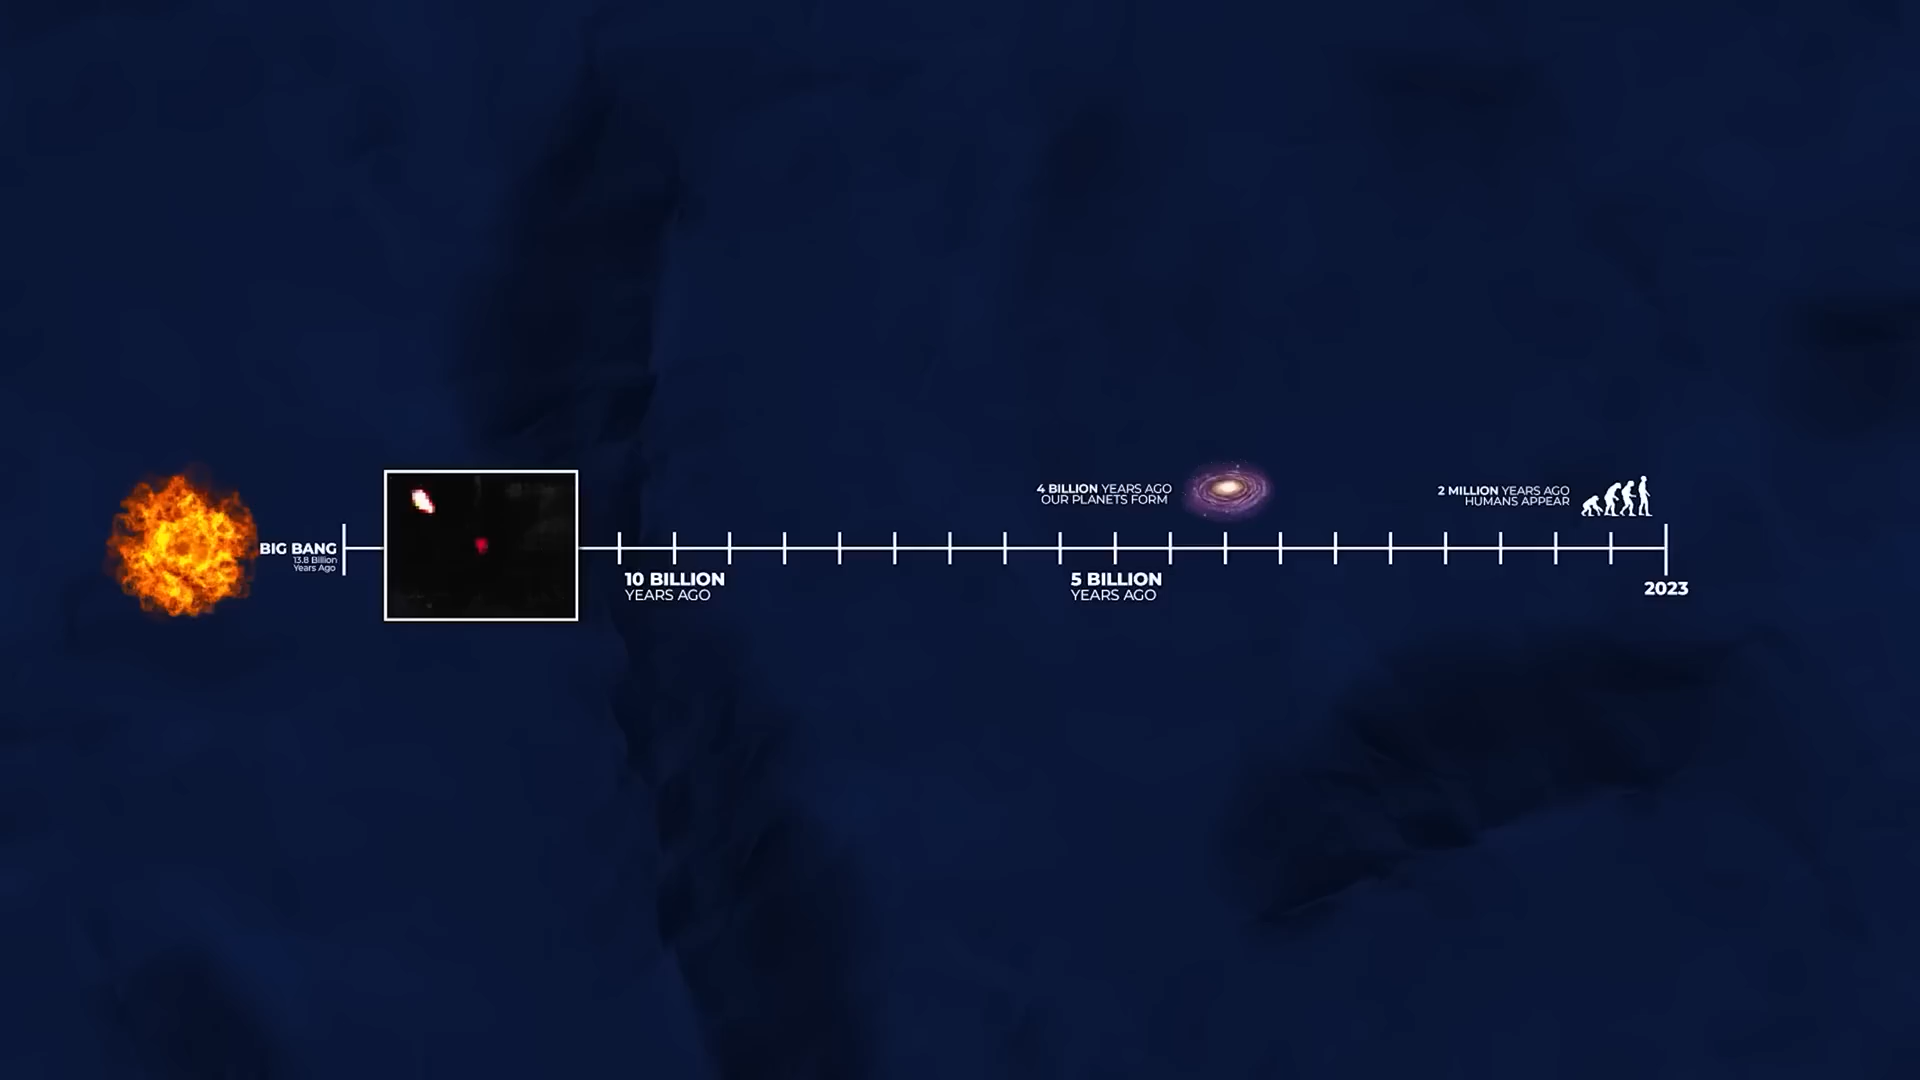 BIG BANG
13.8 Billion
Years Ago
10 BILLION
YEARS AGO
4 BILLION YEARS AGO
OUR PLANETS FORM
5 BILLION
YEARS AGO
2 MILLION YEARS AGO
HUMANS APPEAR
2023